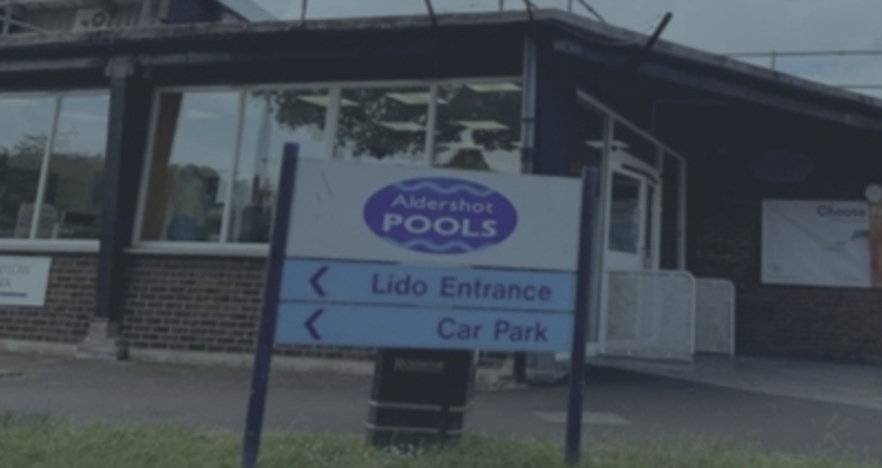 Aldershot
POOLS
< Lido Entrance
< Car Park
Choose